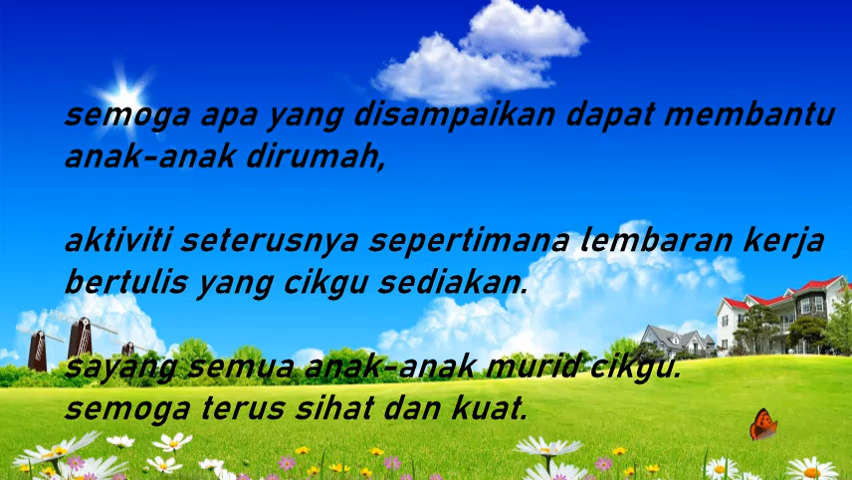 semoga apa yang disampaikan dapat membantu
anak-anak dirumah,
aktiviti seterusnya sepertimana lembaran kerja
bertulis yang cikgu sediakan.
sayang semua anak-anak murid cikgu.
semoga terus sihat dan kuat.